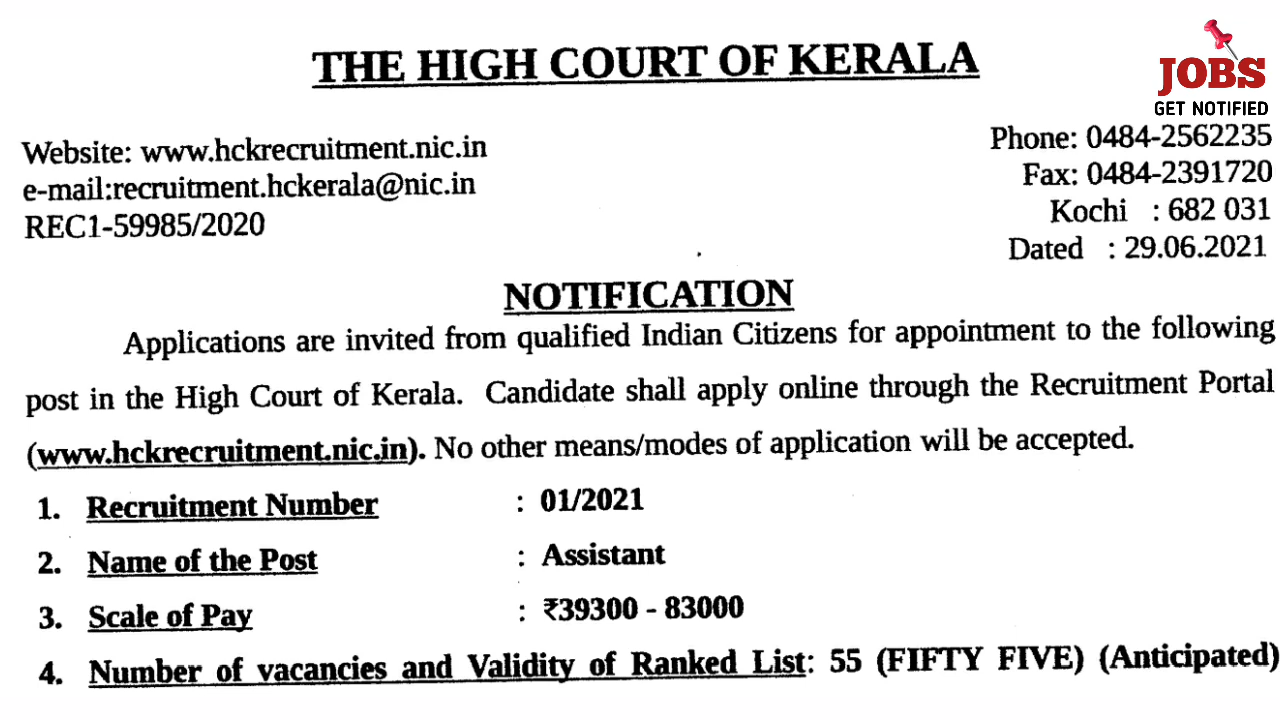 THE HIGH COURT OF KERALA
JOBS
GET NOTIFIED
Website: www.hckrecruitment.nic.in
e-mail:recruitment.hckerala@nic.in
REC1-59985/2020
Phone: 0484-2562235
Fax: 0484-2391720
Kochi : 682 031
Dated : 29.06.2021
NOTIFICATION
Applications are invited from qualified Indian Citizens for appointment to the following
post in the High Court of Kerala. Candidate shall apply online through the Recruitment Portal
(www.hckrecruitment.nic.in). No other means/modes of application will be accepted.
1. Recruitment Number : 01/2021
2. Name of the Post : Assistant
3. Scale of Pay : ₹39300 - 83000
4. Number of vacancies and Validity of Ranked List: 55 (FIFTY FIVE) (Anticipated)